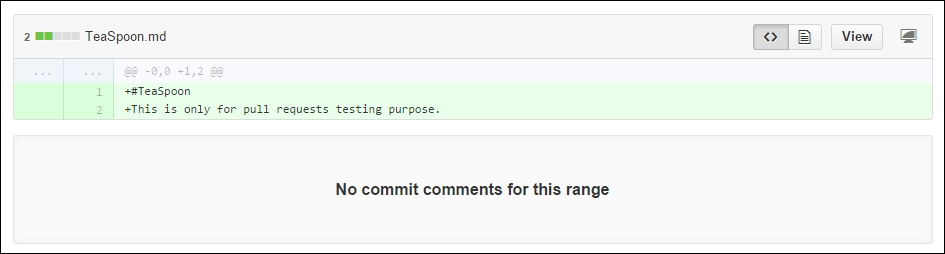 2 TeaSpoon.md <> View
... ... @@ -0,0 +1,2 @@
1 +#TeaSpoon
2 +This is only for pull requests testing purpose.
No commit comments for this range